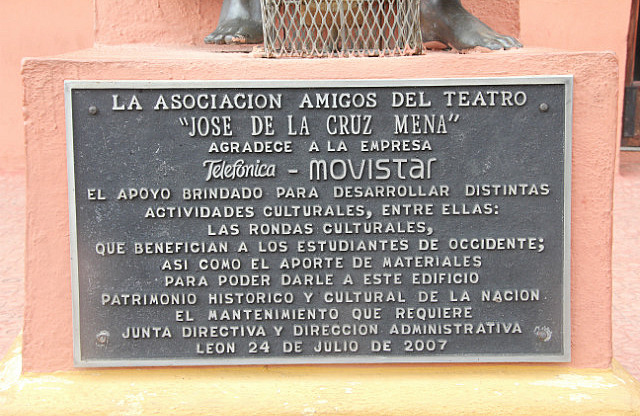 LA ASOCIACION AMIGOS DEL TEATRO
"JOSE DE LA CRUZ MENA"
AGRADECE A LA EMPRESA
Telefónica - movistar
EL APOYO BRINDADO PARA DESARROLLAR DISTINTAS
ACTIVIDADES CULTURALES, ENTRE ELLAS:
LAS RONDAS CULTURALES,
QUE BENEFICIAN A LOS ESTUDIANTES DE OCCIDENTE;
ASI COMO EL APORTE DE MATERIALES
PARA PODER DARLE A ESTE EDIFICIO
PATRIMONIO HISTORICO Y CULTURAL DE LA NACION
EL MANTENIMIENTO QUE REQUIERE
JUNTA DIRECTIVA Y DIRECCION ADMINISTRATIVA
LEON 24 DE JULIO DE 2007